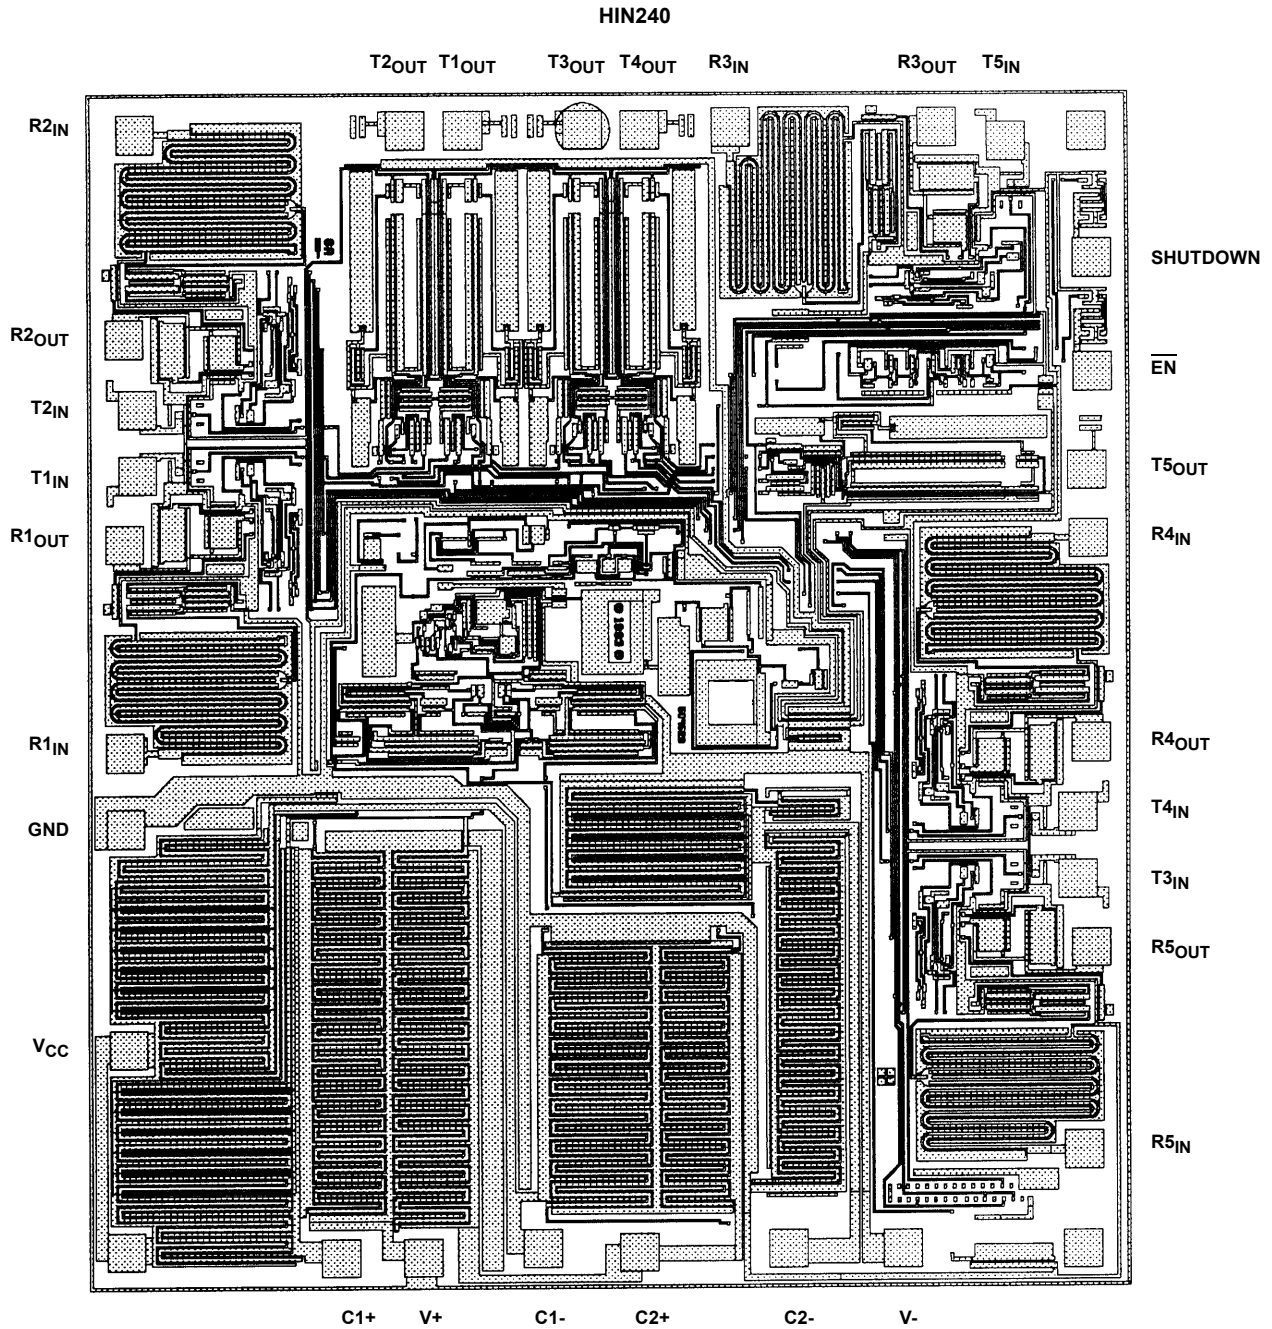 HIN240
T2OUT T1OUT T3OUT T4OUT R3IN R3OUT T5IN
R2IN
SHUTDOWN
R2OUT
EN
T2IN
T5OUT
T1IN
R4IN
R1OUT
© 1993 ©
R1IN
R4OUT
T4IN
GND
T3IN
R5OUT
VCC
R5IN
C1+ V+ C1- C2+ C2- V-